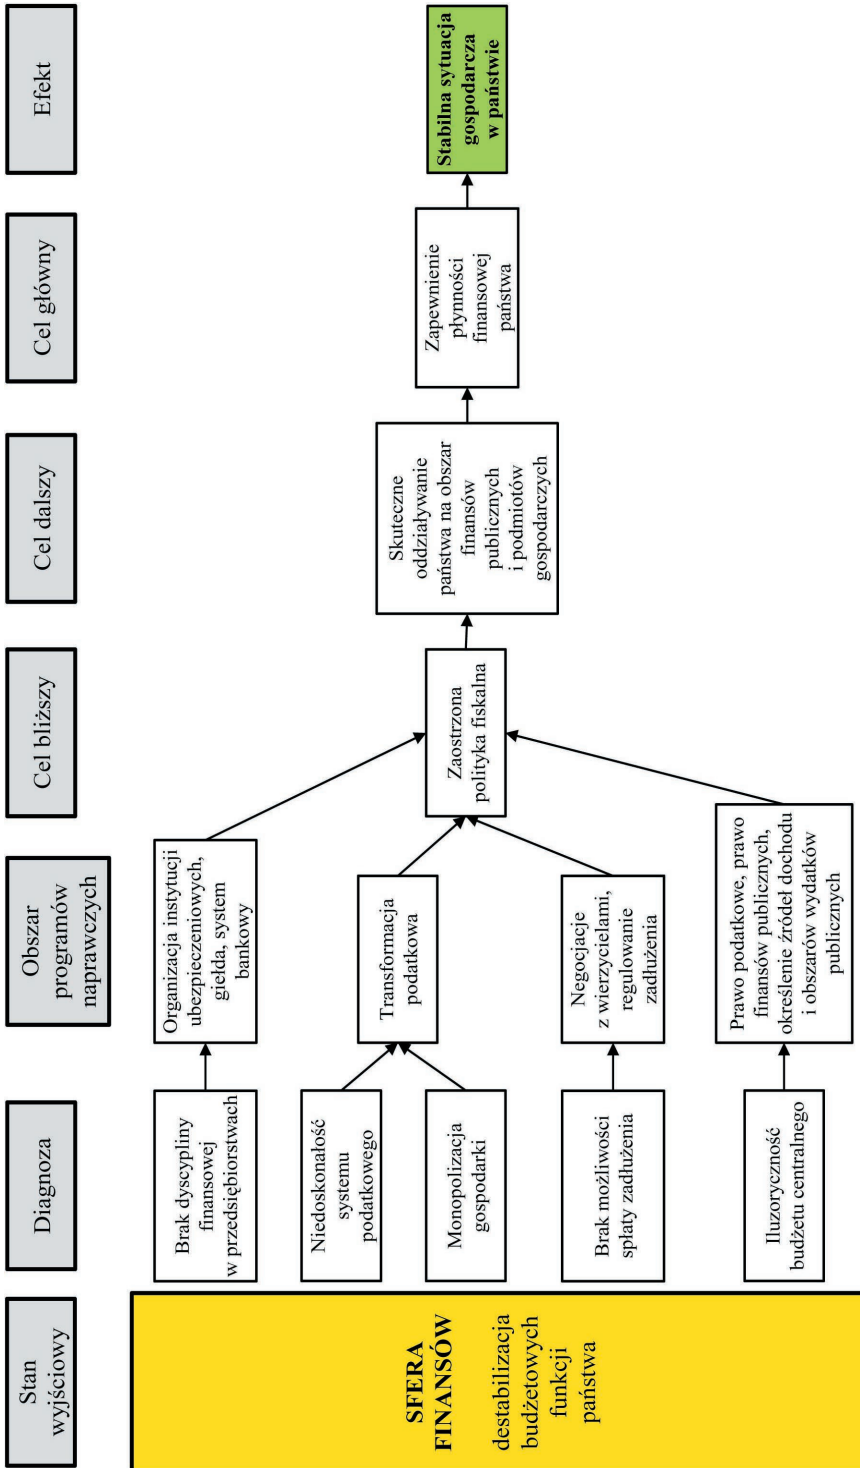 Stan
wyjściowy
Diagnoza
Obszar
programów
naprawczych
Cel bliższy
Cel dalszy
Cel główny
Efekt
SFERA
FINANSÓW
destabilizacja
budżetowych
funkcji
państwa
Brak dyscypliny
finansowej
w przedsiębiorstwach
Niedoskonałość
systemu
podatkowego
Monopolizacja
gospodarki
Brak możliwości
spłaty zadłużenia
Iluzoryczność
budżetu centralnego
Organizacja instytucji
ubezpieczeniowych,
giełda, system
bankowy
Transformacja
podatkowa
Negocjacje
z wierzycielami,
regulowanie
zadłużenia
Prawo podatkowe, prawo
finansów publicznych,
określenie źródeł dochodu
i obszarów wydatków
publicznych
Zaostrzona
polityka fiskalna
Skuteczne
oddziaływanie
państwa na obszar
finansów
publicznych
i podmiotów
gospodarczych
Zapewnienie
płynności
finansowej
państwa
Stabilna sytuacja
gospodarcza
w państwie